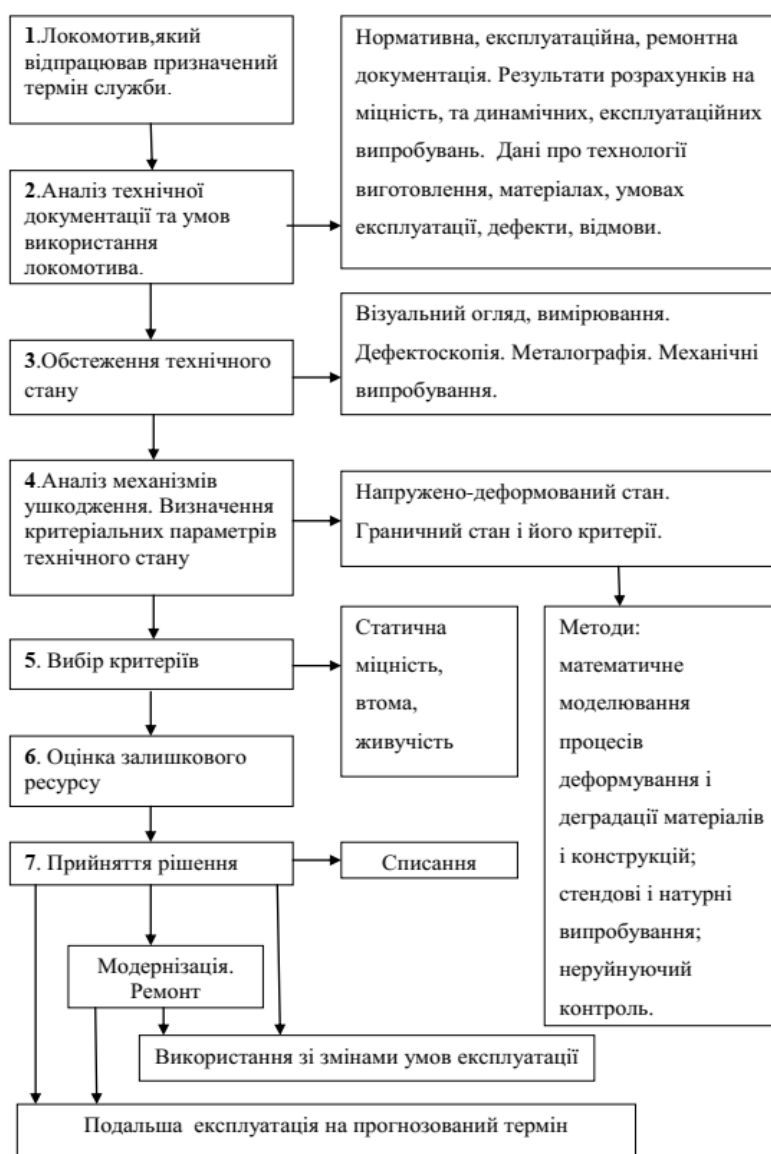 1.Локомотив,який
відпрацював призначений
термін служби.
Нормативна, експлуатаційна, ремонтна
документація. Результати розрахунків на
міцність, та динамічних, експлуатаційних
випробувань. Дані про технології
виготовлення, матеріалах, умовах
експлуатації, дефекти, відмови.
2.Аналіз технічної
документації та умов
використання
локомотива.
3.Обстеження технічного
стану
Візуальний огляд, вимірювання.
Дефектоскопія. Металографія. Механічні
випробування.
4.Аналіз механізмів
ушкодження. Визначення
критеріальних параметрів
технічного стану
Напружено-деформований стан.
Граничний стан і його критерії.
5. Вибір критеріїв
Статична
міцність,
втома,
живучість
Методи:
математичне
моделювання
процесів
деформування і
деградації матеріалів
і конструкцій;
стендові і натурні
випробування;
неруйнуючий
контроль.
6. Оцінка залишкового
ресурсу
7. Прийняття рішення
Списання
Модернізація.
Ремонт
Використання зі змінами умов експлуатації
Подальша експлуатація на прогнозований термін